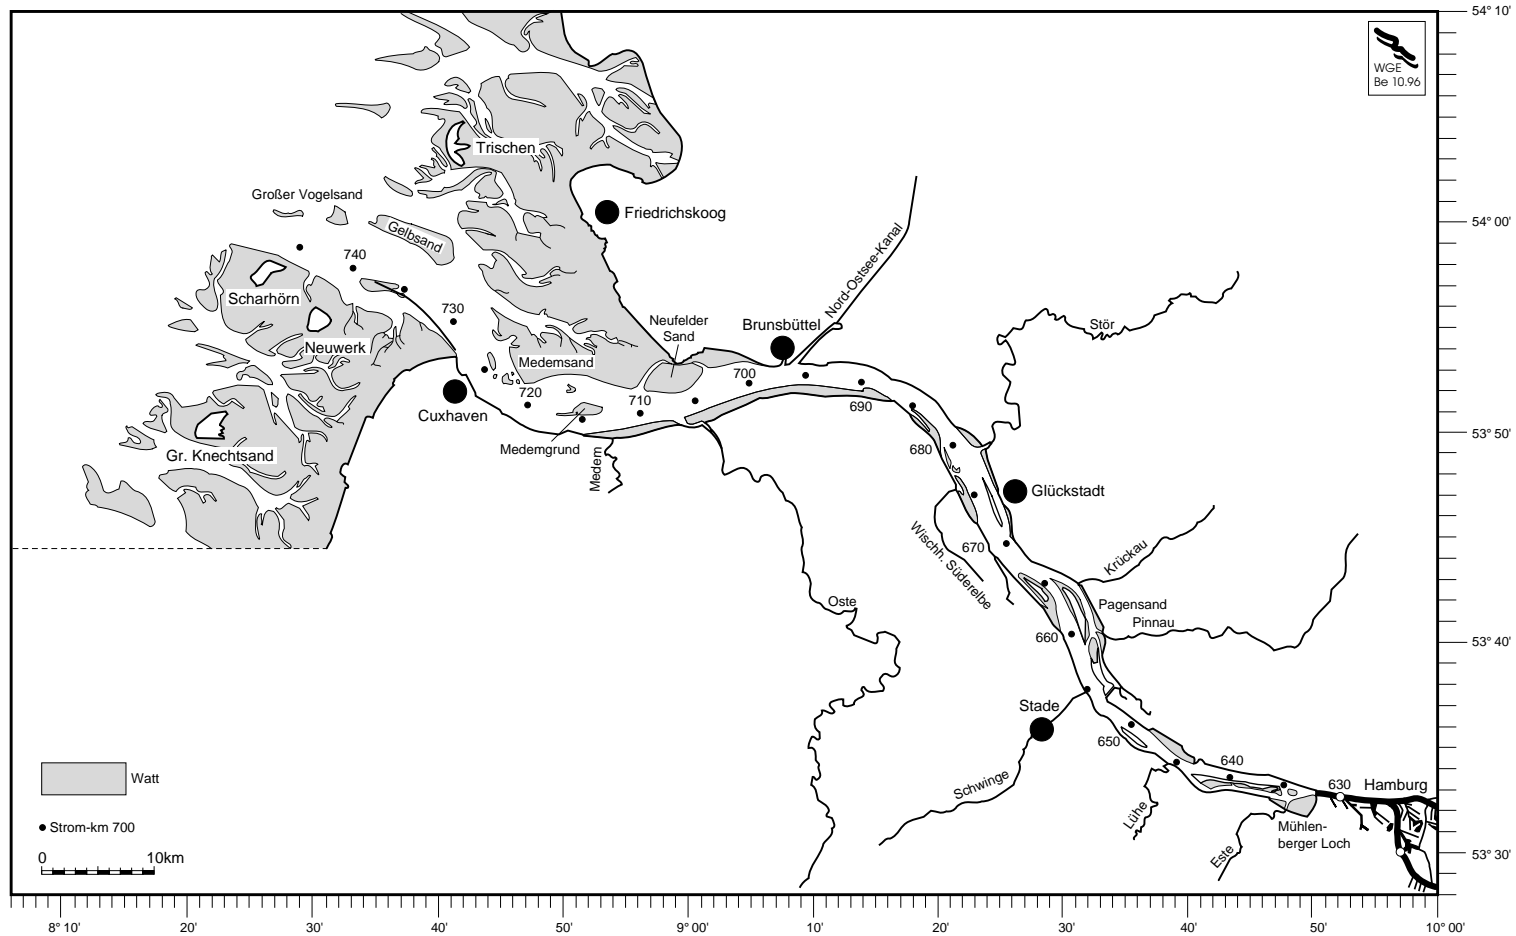 54° 10'
WGE
Be 10.96
Trischen
Großer Vogelsand
Friedrichskoog
54° 00'
Gelbsand
Nord-Ostsee-Kanal
740
Scharhörn
730
Neufelder
Sand
Brunsbüttel
Stör
Neuwerk
Medemsand
700
720
710
690
Cuxhaven
53° 50'
Medemgrund
680
Gr. Knechtsand
Medem
Glückstadt
Wischh. Süderelbe
670
Krückau
Oste
Pagensand
Pinnau
660
53° 40'
Stade
650
640
Watt
Schwinge
630
Hamburg
Lühe
Strom-km 700
Mühlen-
berger Loch
Este
0
10km
53° 30'
8° 10'
20'
30'
40'
50'
9° 00'
10'
20'
30'
40'
50'
10° 00'